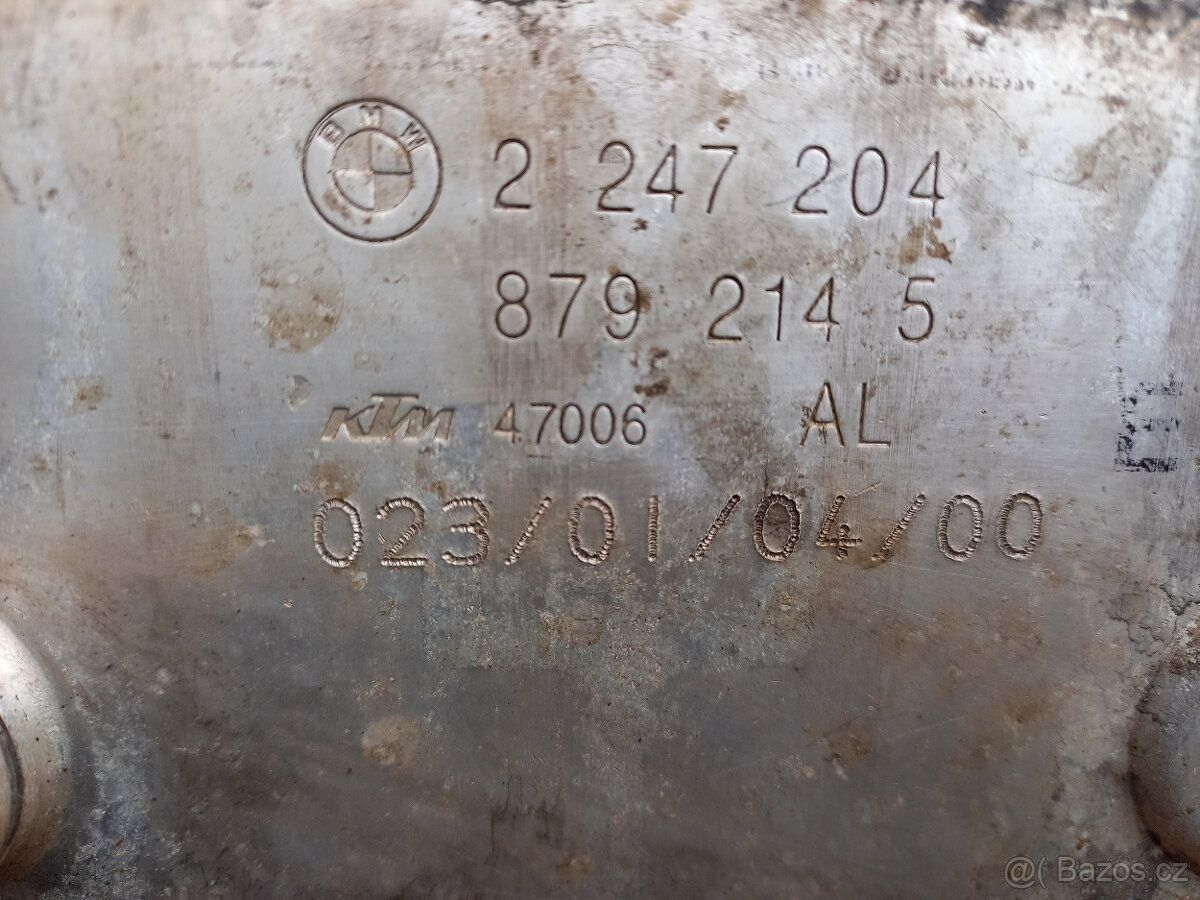 BMW 2 247 204
879 214 5
KTM 47006 AL
023/01/04/00
@( Bazos.cz